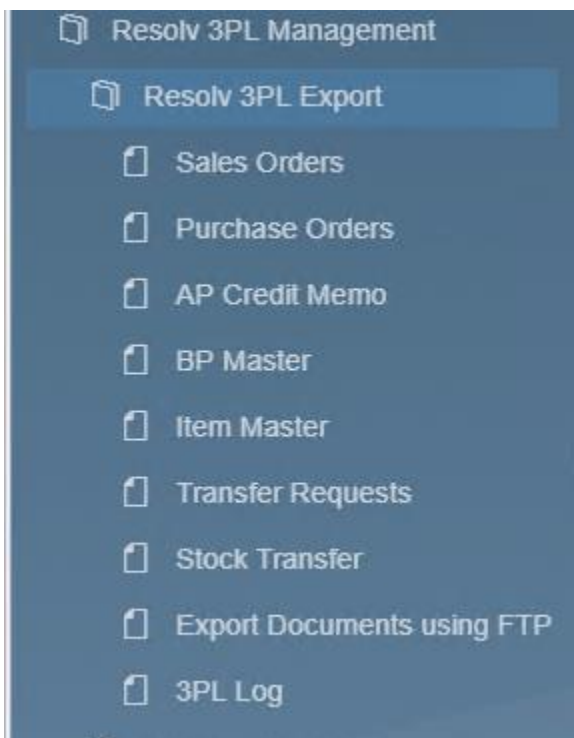 Resolv 3PL Management
Resolv 3PL Export
Sales Orders
Purchase Orders
AP Credit Memo
BP Master
Item Master
Transfer Requests
Stock Transfer
Export Documents using FTP
3PL Log